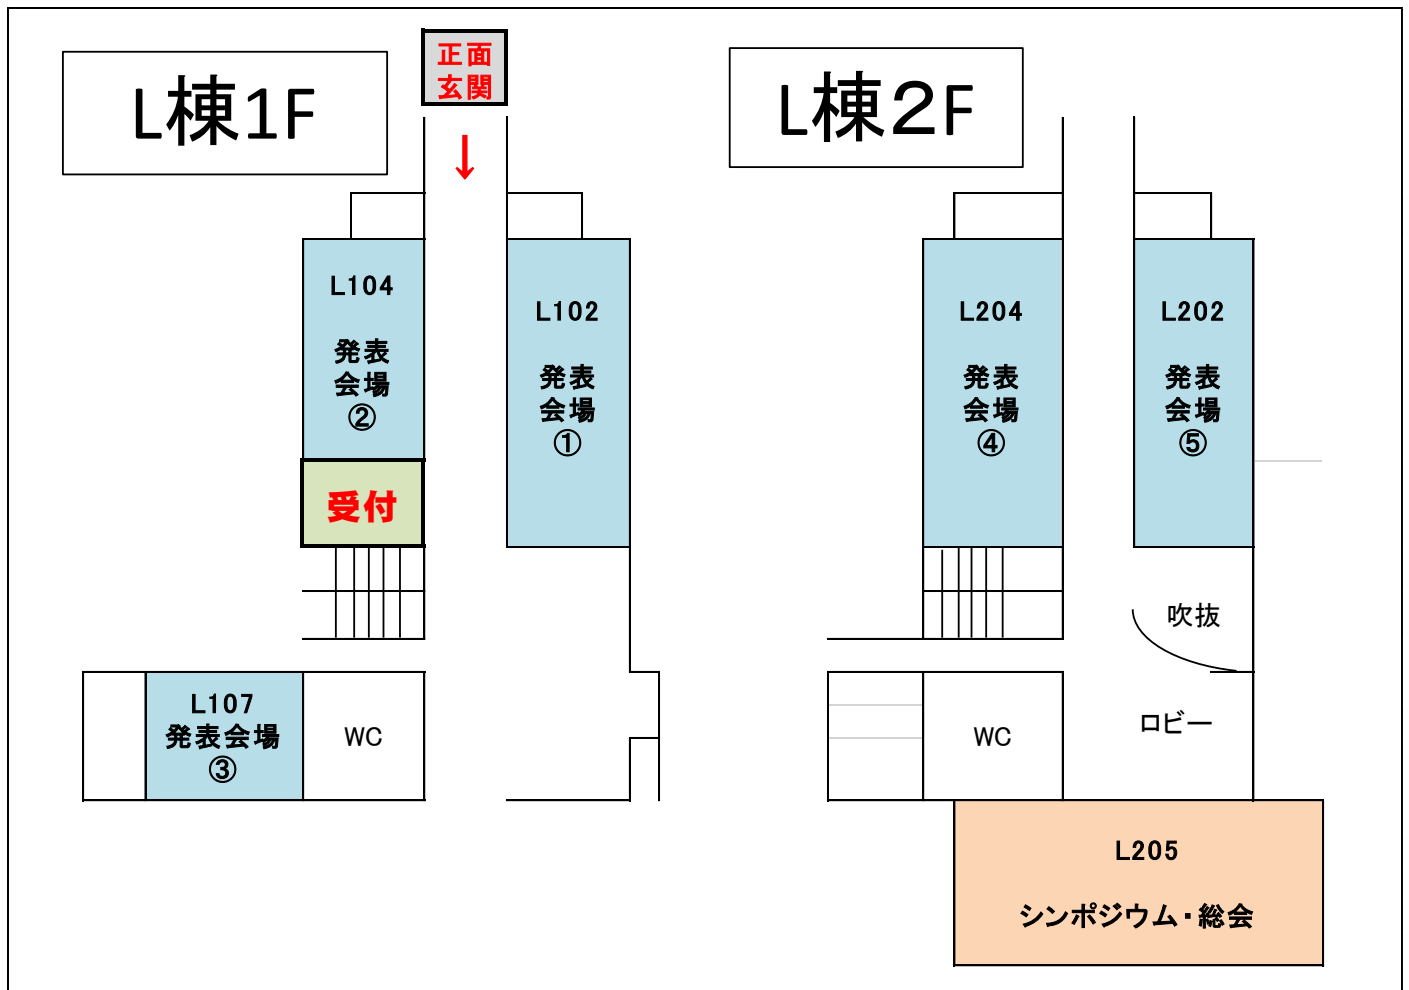 L棟1F
正面
玄関
↓
L104
発表
会場
②
L102
発表
会場
①
受付
L107
発表会場
③
WC
L棟２F
L204
発表
会場
④
L202
発表
会場
⑤
吹抜
ロビー
WC
L205
シンポジウム・総会